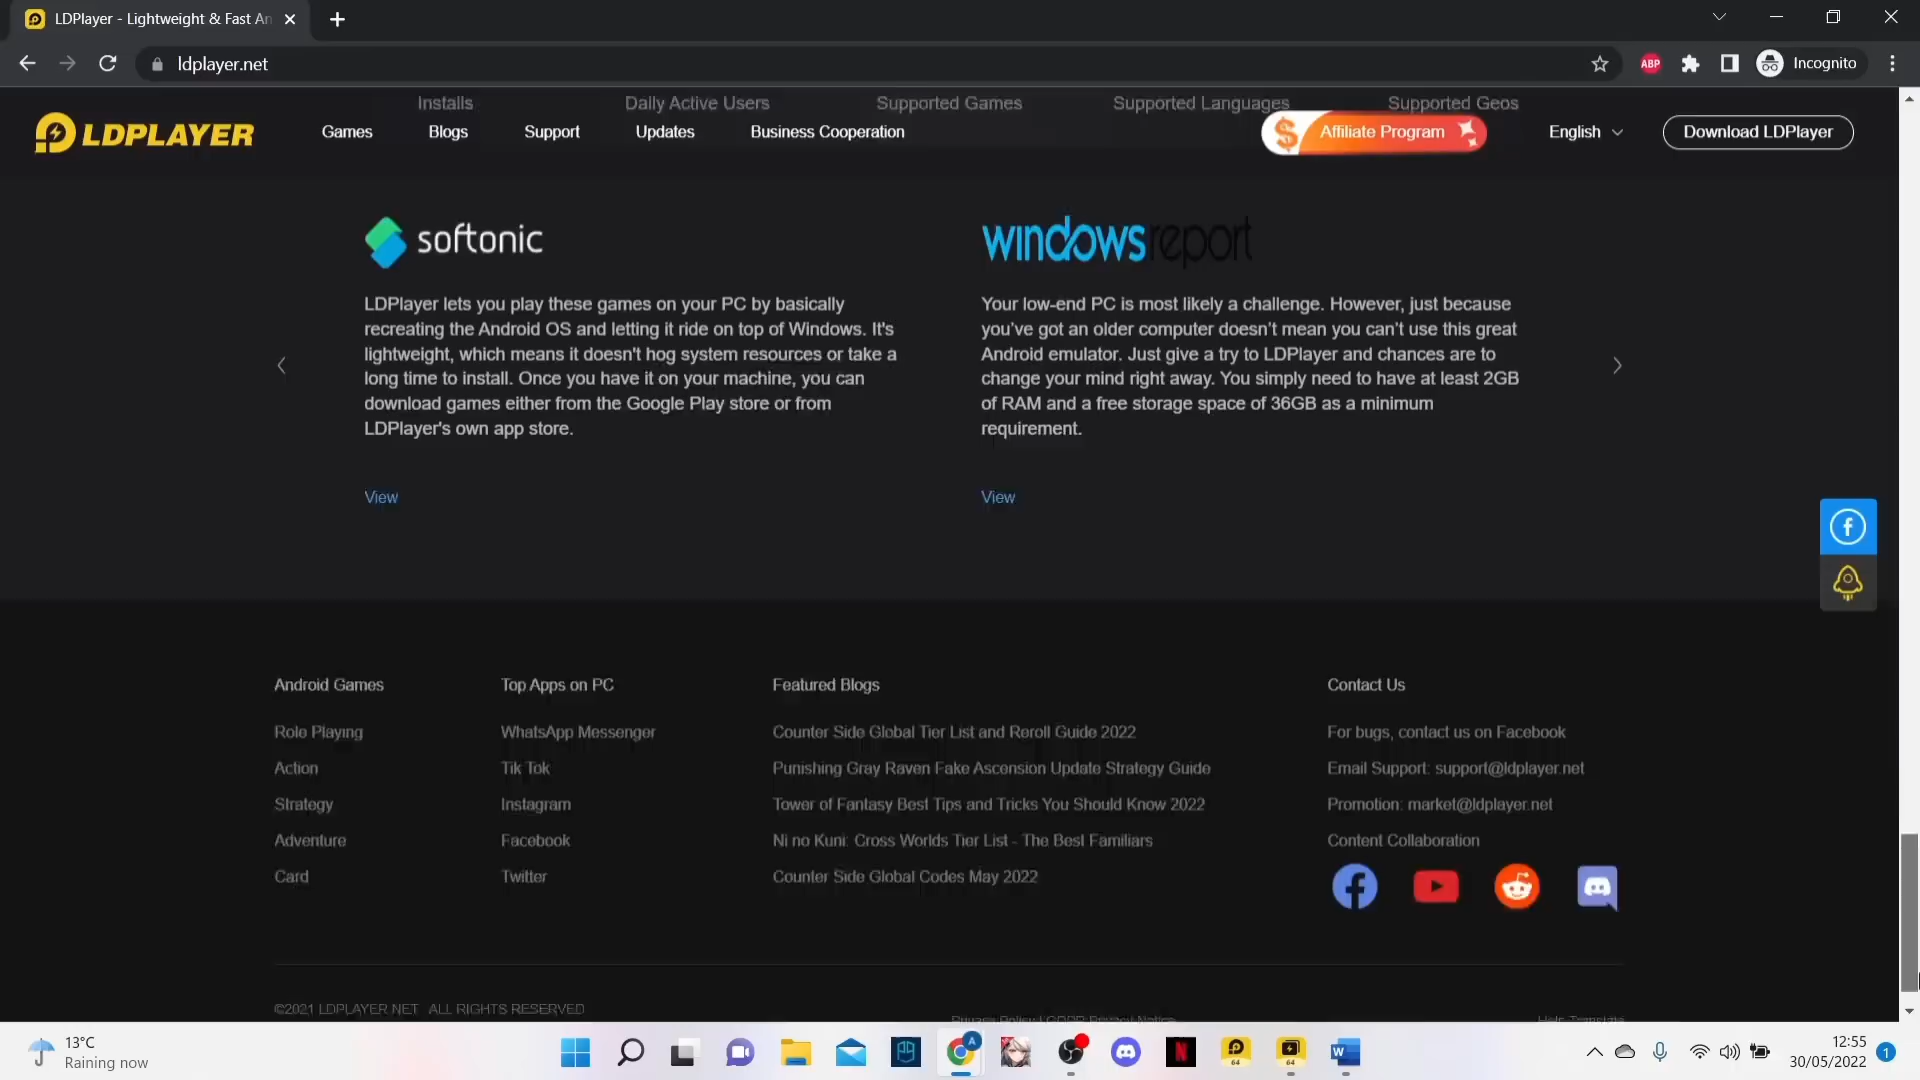 LDPlayer - Lightweight & Fast An
ldplayer.net
ABP
Incognito
Installs
Daily Active Users
Supported Games
Supported Languages
Supported Geos
LDPLAYER
Games
Blogs
Support
Updates
Business Cooperation
Affiliate Program
English
Download LDPlayer
softonic
LDPlayer lets you play these games on your PC by basically
recreating the Android OS and letting it ride on top of Windows. It's
lightweight, which means it doesn't hog system resources or take a
long time to install. Once you have it on your machine, you can
download games either from the Google Play store or from
LDPlayer's own app store.
View
windowsreport
Your low-end PC is most likely a challenge. However, just because
you've got an older computer doesn't mean you can't use this great
Android emulator. Just give a try to LDPlayer and chances are to
change your mind right away. You simply need to have at least 2GB
of RAM and a free storage space of 36GB as a minimum
requirement.
View
Android Games
Role Playing
Action
Strategy
Adventure
Card
Top Apps on PC
WhatsApp Messenger
Tik Tok
Instagram
Facebook
Twitter
Featured Blogs
Counter Side Global Tier List and Reroll Guide 2022
Punishing Gray Raven Fake Ascension Update Strategy Guide
Tower of Fantasy Best Tips and Tricks You Should Know 2022
Ni no Kuni: Cross Worlds Tier List - The Best Familiars
Counter Side Global Codes May 2022
Contact Us
For bugs, contact us on Facebook
Email Support: support@ldplayer.net
Promotion: market@ldplayer.net
Content Collaboration
©2021 LDPLAYER.NET ALL RIGHTS RESERVED
Privacy Policy | GDPR Privacy Notice
Help Translate
13°C
Raining now
A
N
64
64
W
12:55
30/05/2022
1